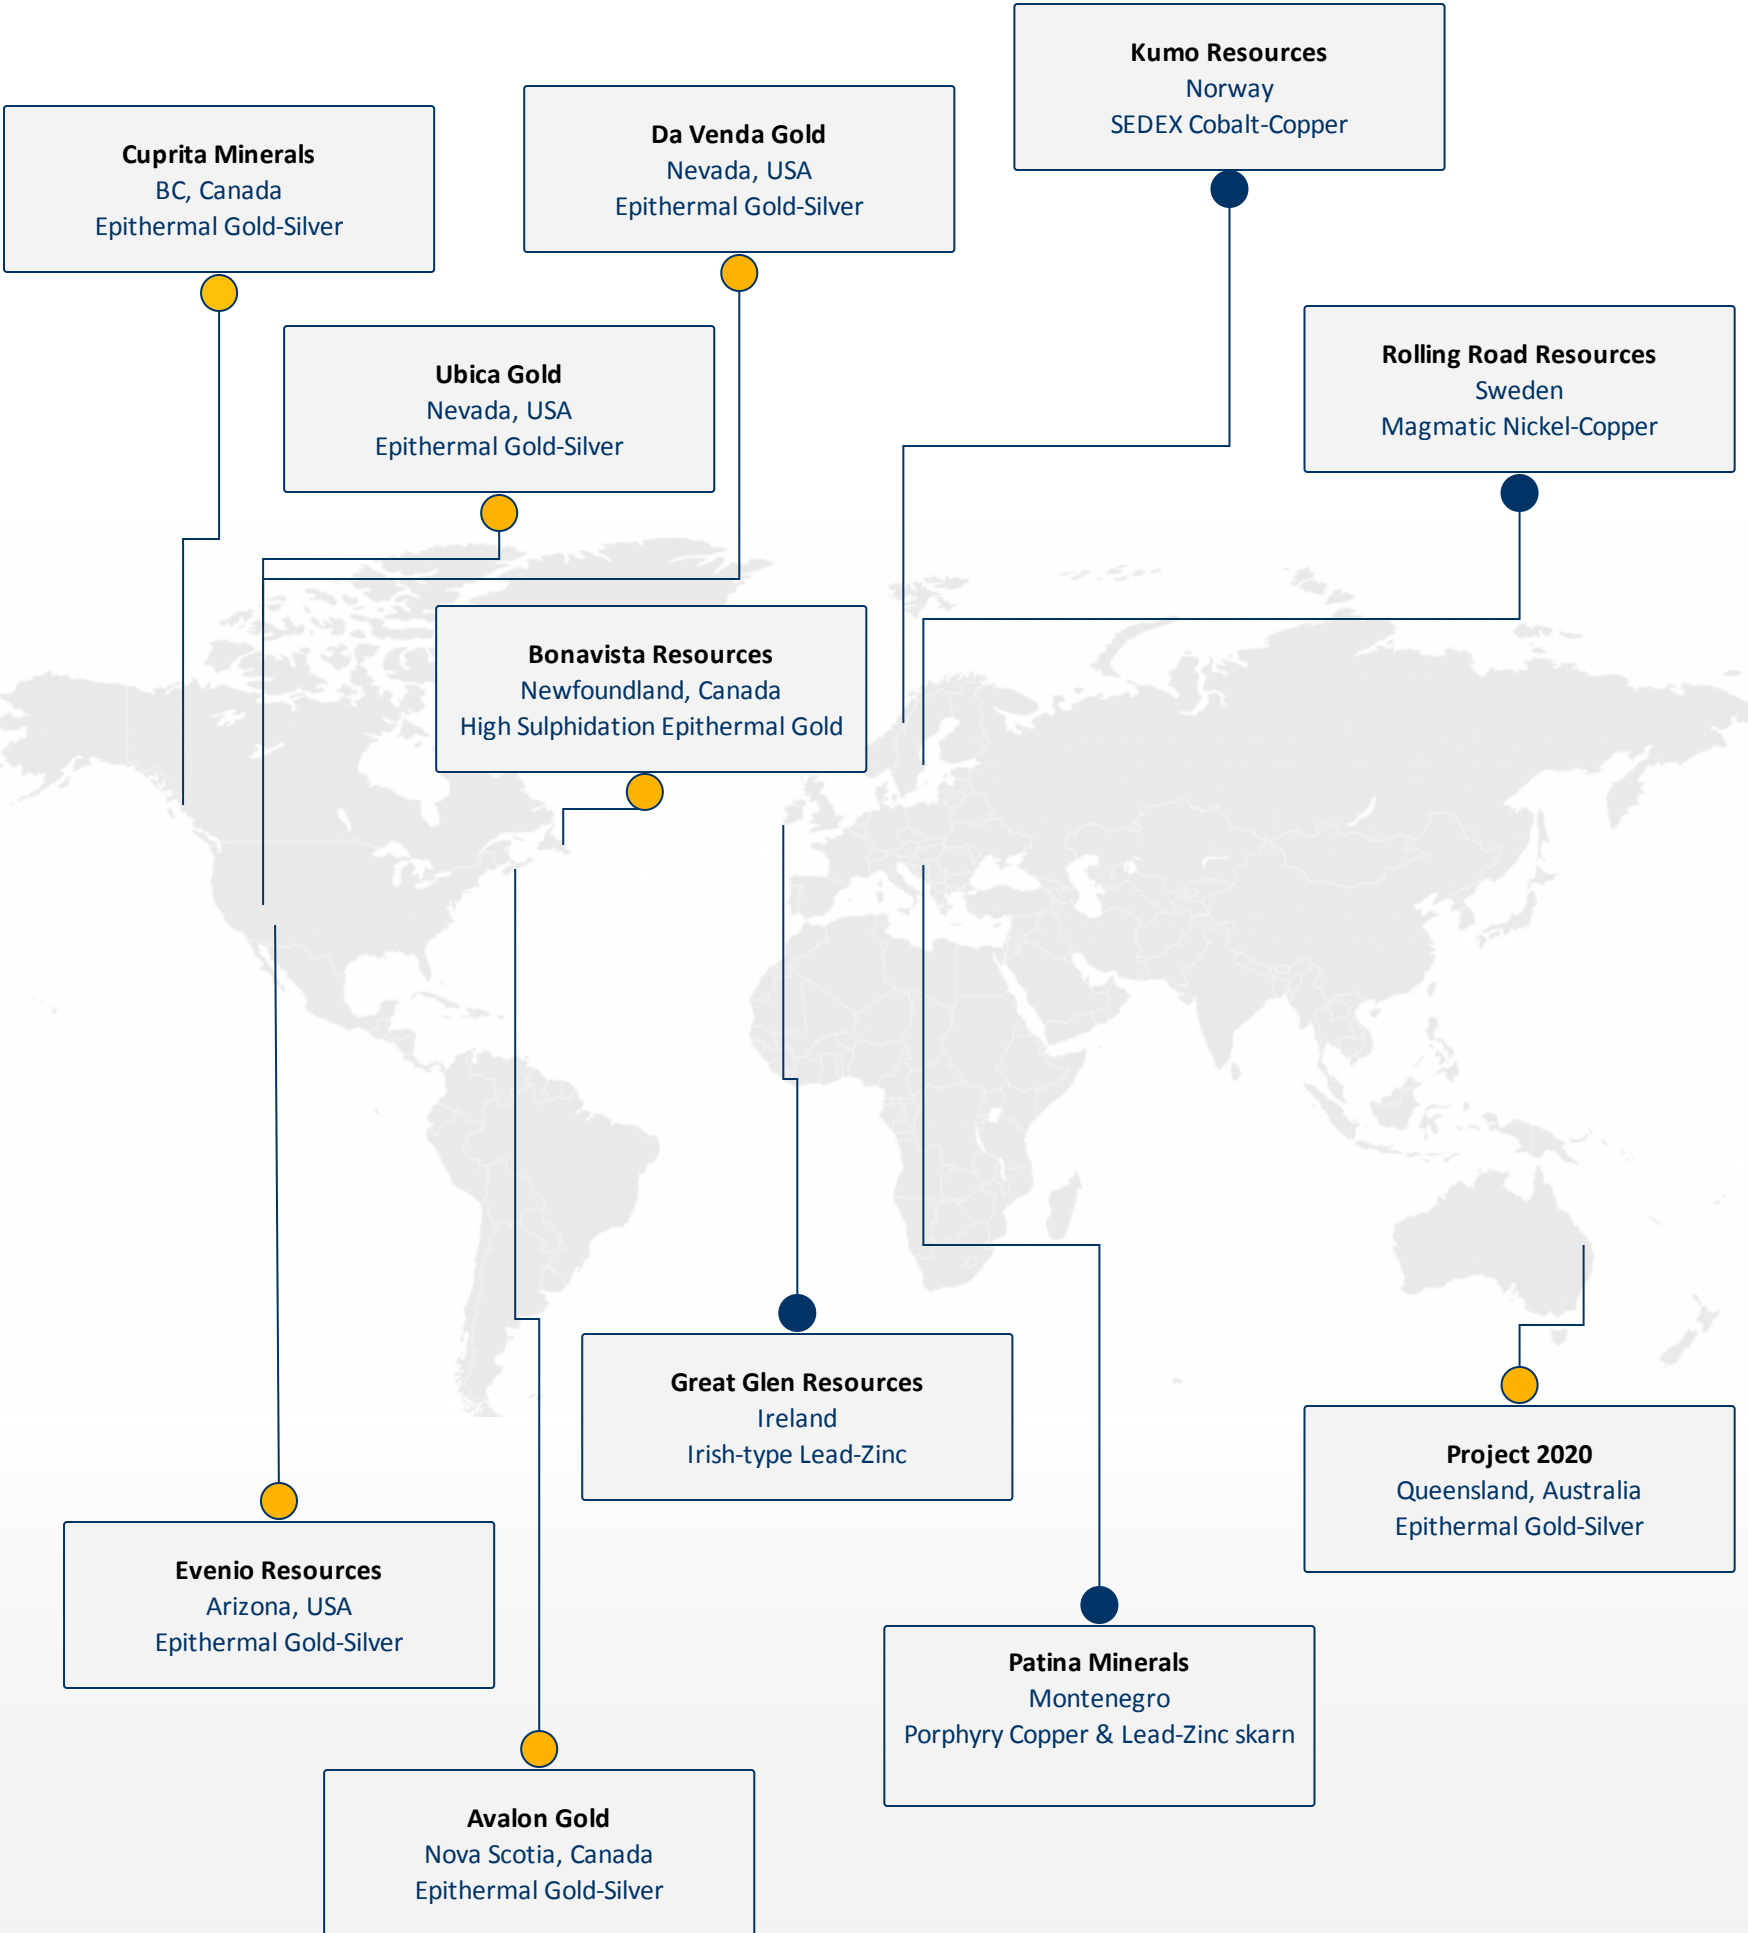 Kumo Resources
Norway
SEDEX Cobalt-Copper
Da Venda Gold
Nevada, USA
Epithermal Gold-Silver
Cuprita Minerals
BC, Canada
Epithermal Gold-Silver
Rolling Road Resources
Sweden
Magmatic Nickel-Copper
Ubica Gold
Nevada, USA
Epithermal Gold-Silver
Bonavista Resources
Newfoundland, Canada
High Sulphidation Epithermal Gold
Great Glen Resources
Ireland
Irish-type Lead-Zinc
Project 2020
Queensland, Australia
Epithermal Gold-Silver
Evenio Resources
Arizona, USA
Epithermal Gold-Silver
Patina Minerals
Montenegro
Porphyry Copper & Lead-Zinc skarn
Avalon Gold
Nova Scotia, Canada
Epithermal Gold-Silver